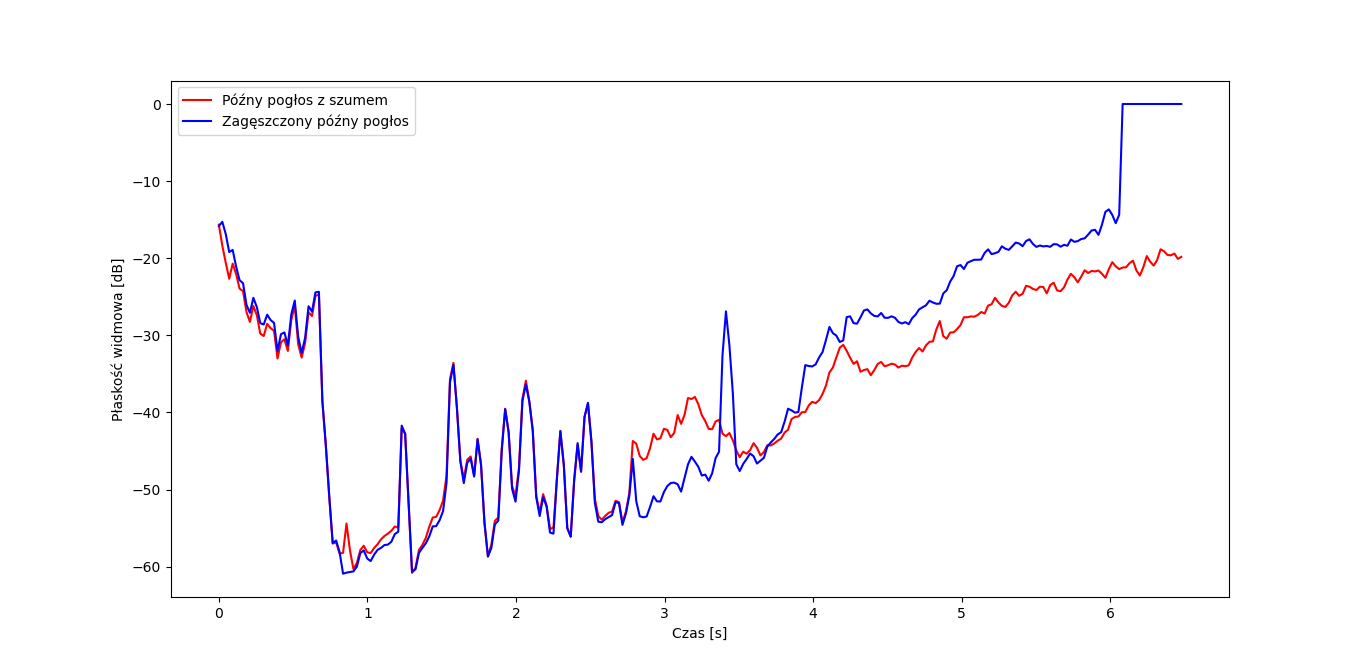 Późny pogłos z szumem
Zagęszczony późny pogłos
0
−10
−20
−30
−40
−50
−60
Płaskość widmowa [dB]
0 1 2 3 4 5 6
Czas [s]